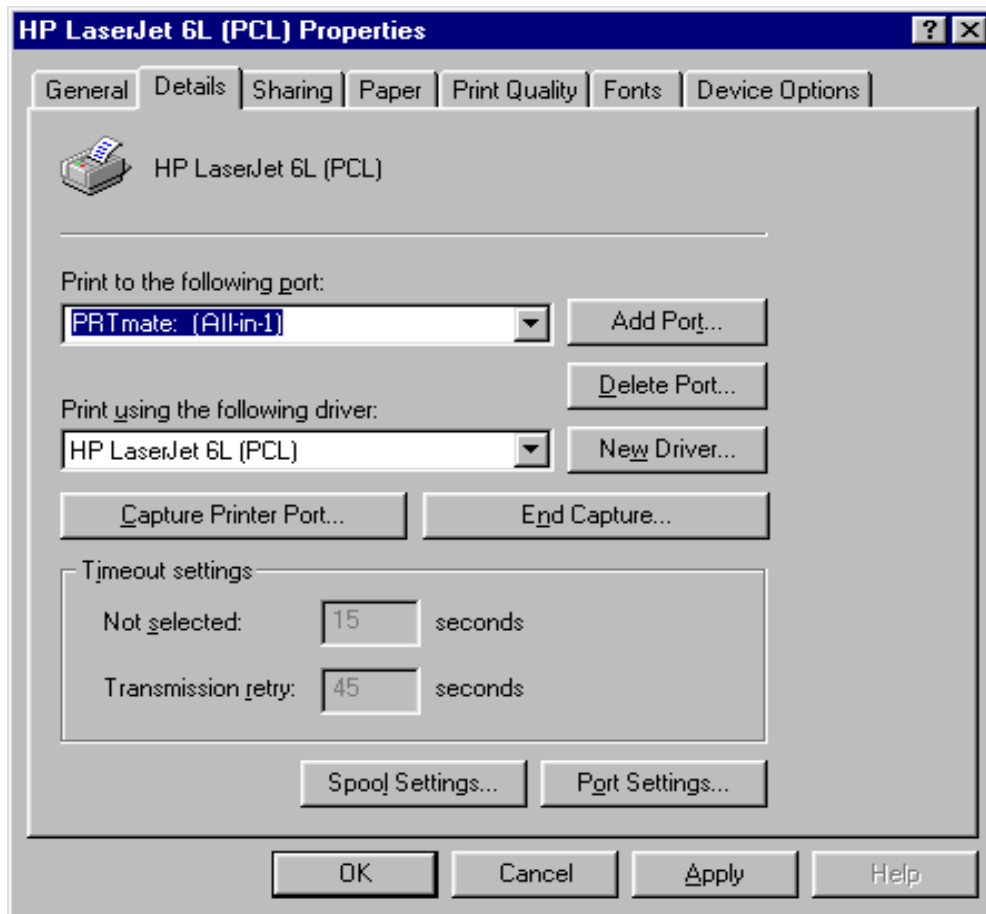 HP LaserJet 6L (PCL) Properties
General Details Sharing Paper Print Quality Fonts Device Options
HP LaserJet 6L (PCL)
Print to the following port:
PRTmate: (All-in-1)
Add Port...
Delete Port...
Print using the following driver:
HP LaserJet 6L (PCL)
New Driver...
Capture Printer Port... End Capture...
Timeout settings
Not selected: 15 seconds
Transmission retry: 45 seconds
Spool Settings... Port Settings...
OK Cancel Apply Help